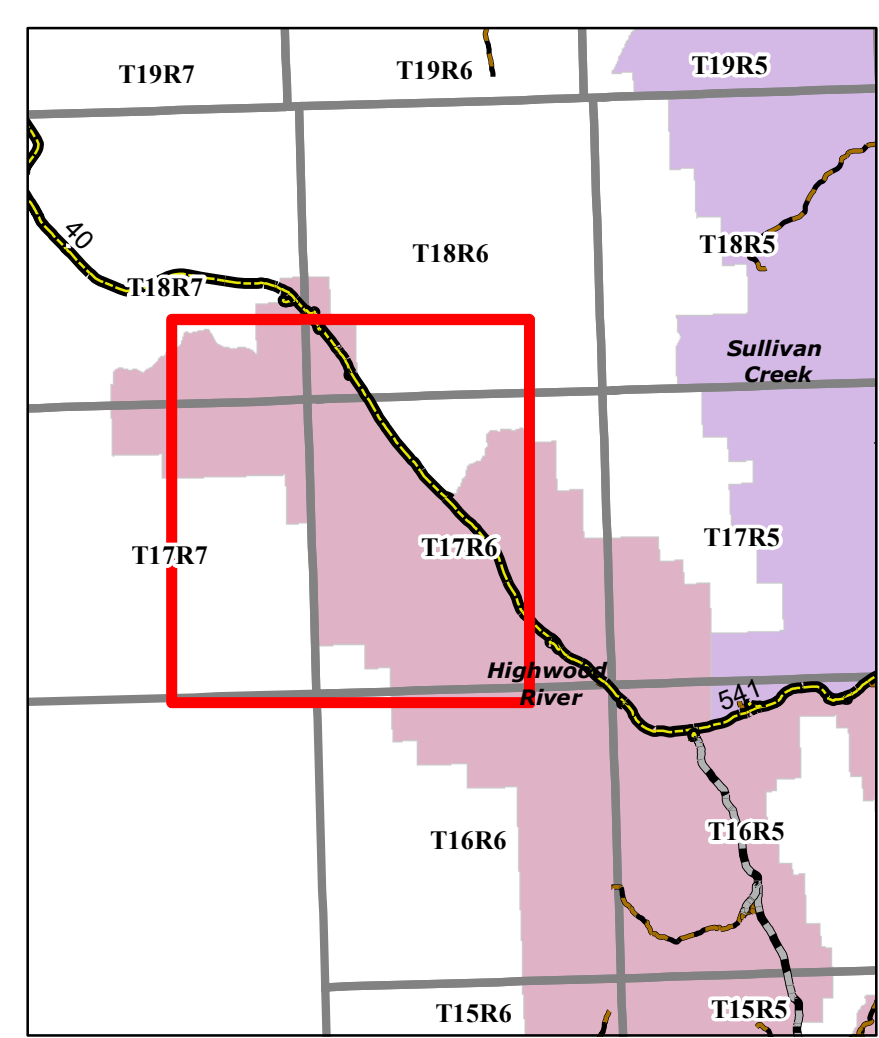 T19R7
T19R6
T19R5
40
T18R7
T18R6
T18R5
Sullivan
Creek
T17R7
T17R6
T17R5
Highwood
River
541
T16R6
T16R5
T15R6
T15R5